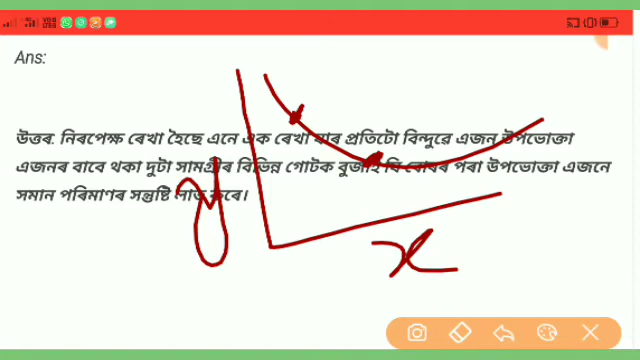 Ans:
উত্তৰ: নিৰপেক্ষ ৰেখা হৈছে এনে এক ৰেখা যাৰ প্ৰতিটো বিন্দুৱে এজন উপভোক্তা
এজনৰ বাবে থকা দুটা সামগ্ৰীৰ বিভিন্ন গোটক বুজাই যি বোৰৰ পৰা উপভোক্তা এজনে
সমান পৰিমাণৰ সন্তুষ্টি লাভ কৰে।
y
x